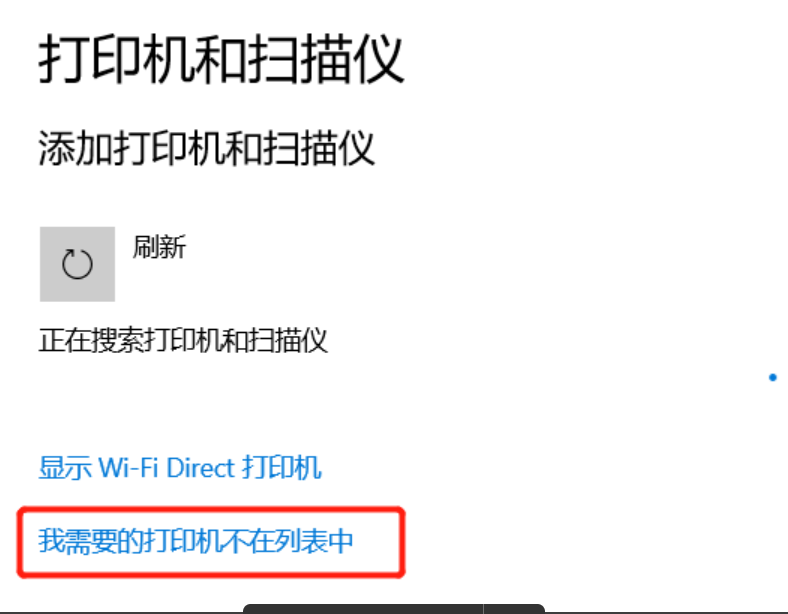 打印机和扫描仪
添加打印机和扫描仪
刷新
正在搜索打印机和扫描仪
显示 Wi-Fi Direct 打印机
我需要的打印机不在列表中